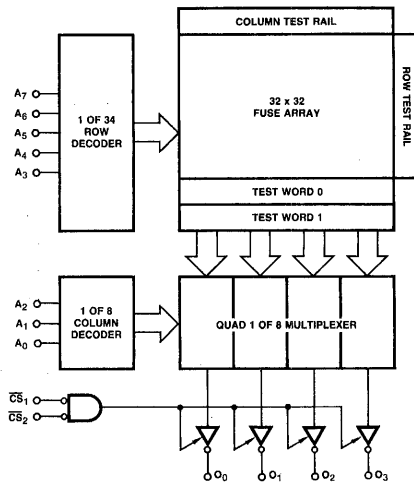 COLUMN TEST RAIL
ROW TEST RAIL
32 x 32
FUSE ARRAY
A7
A6
A5
A4
A3
1 OF 34
ROW
DECODER
TEST WORD 0
TEST WORD 1
A2
A1
A0
1 OF 8
COLUMN
DECODER
QUAD 1 OF 8 MULTIPLEXER
C̅S̅1
C̅S̅2
O0
O1
O2
O3